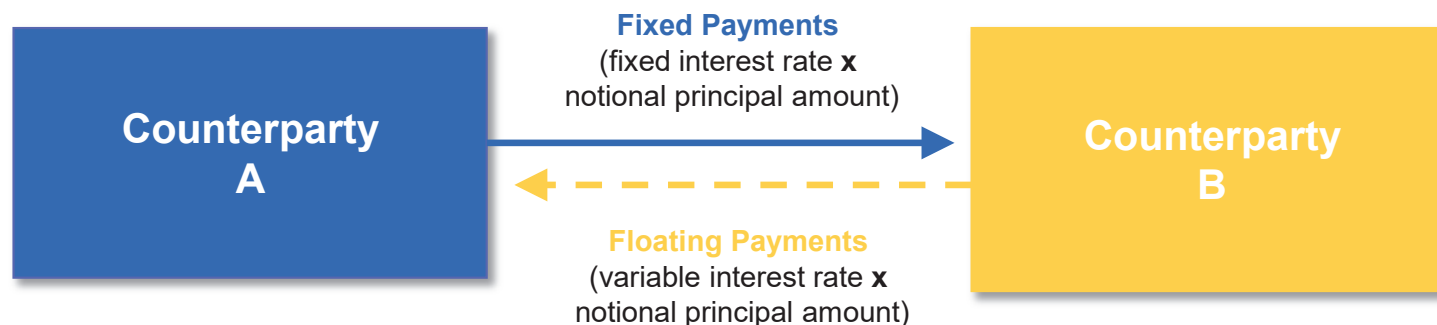 Fixed Payments
(fixed interest rate x
notional principal amount)
Counterparty
A
Counterparty
B
Floating Payments
(variable interest rate x
notional principal amount)